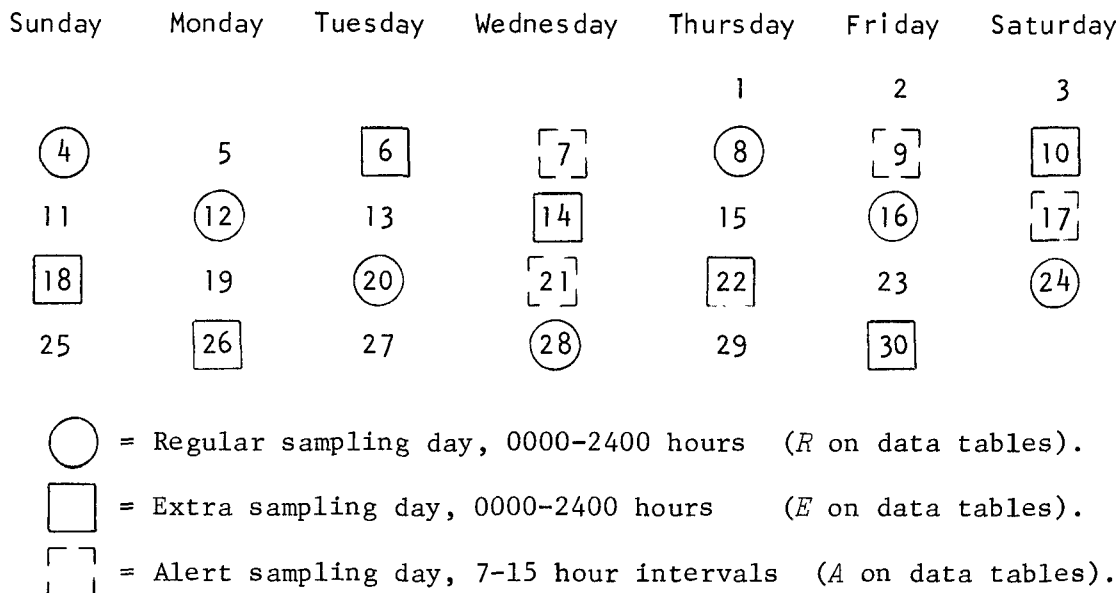 Sunday Monday Tuesday Wednesday Thursday Friday Saturday
1 2 3
4 5 6 7 8 9 10
11 12 13 14 15 16 17
18 19 20 21 22 23 24
25 26 27 28 29 30
= Regular sampling day, 0000-2400 hours (R on data tables).
= Extra sampling day, 0000-2400 hours (E on data tables).
= Alert sampling day, 7-15 hour intervals (A on data tables).